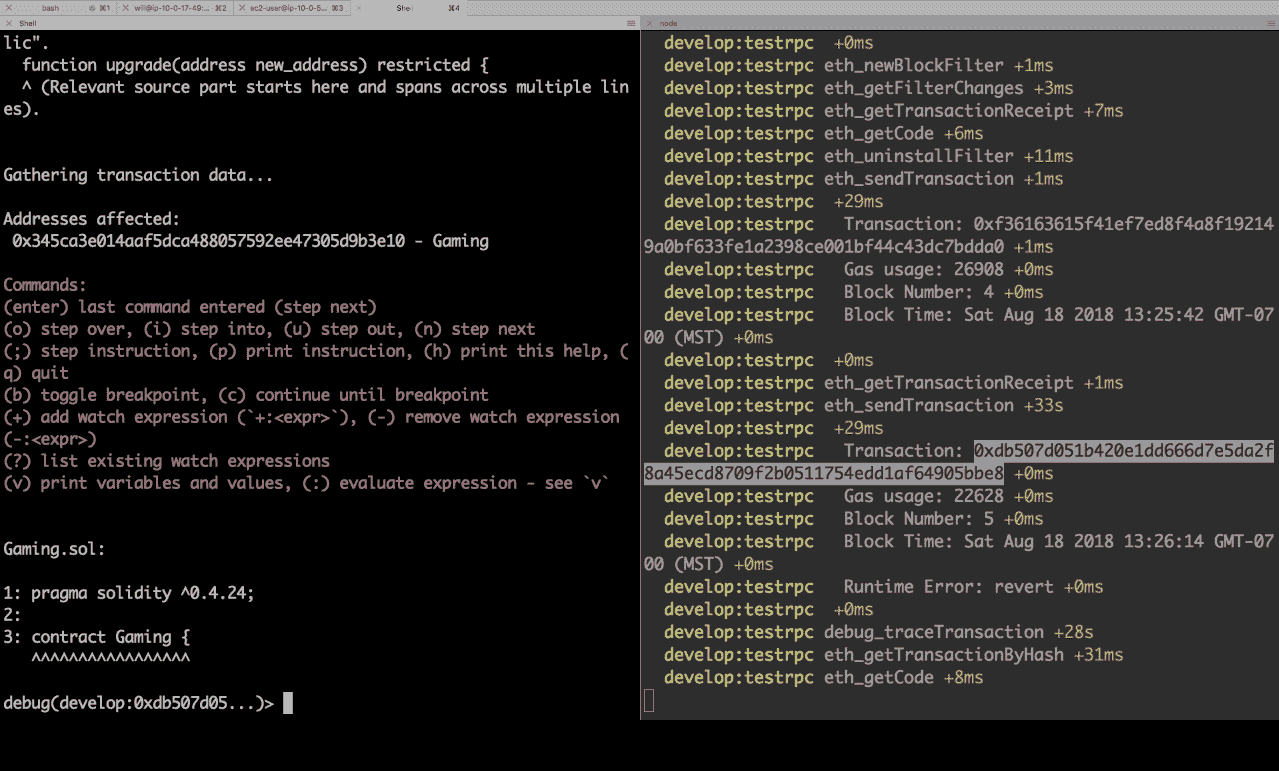 bash ⌘1 will@ip-10-0-17-49:... ⌘2 ec2-user@ip-10-0-5... ⌘3 Shell ⌘4
Shell
lic".
function upgrade(address new_address) restricted {
^ (Relevant source part starts here and spans across multiple lin
es).
Gathering transaction data...
Addresses affected:
0x345ca3e014aaf5dca488057592ee47305d9b3e10 - Gaming
Commands:
(enter) last command entered (step next)
(o) step over, (i) step into, (u) step out, (n) step next
(;) step instruction, (p) print instruction, (h) print this help, (
q) quit
(b) toggle breakpoint, (c) continue until breakpoint
(+) add watch expression (`+:<expr>`), (-) remove watch expression
(-:<expr>)
(?) list existing watch expressions
(v) print variables and values, (:) evaluate expression - see `v`
Gaming.sol:
1: pragma solidity ^0.4.24;
2:
3: contract Gaming {
^^^^^^^^^^^^^^^^^
debug(develop:0xdb507d05...)>
node
develop:testrpc +0ms
develop:testrpc eth_newBlockFilter +1ms
develop:testrpc eth_getFilterChanges +3ms
develop:testrpc eth_getTransactionReceipt +7ms
develop:testrpc eth_getCode +6ms
develop:testrpc eth_uninstallFilter +11ms
develop:testrpc eth_sendTransaction +1ms
develop:testrpc +29ms
develop:testrpc Transaction: 0xf36163615f41ef7ed8f4a8f19214
9a0bf633fe1a2398ce001bf44c43dc7bdda0 +1ms
develop:testrpc Gas usage: 26908 +0ms
develop:testrpc Block Number: 4 +0ms
develop:testrpc Block Time: Sat Aug 18 2018 13:25:42 GMT-07
00 (MST) +0ms
develop:testrpc +0ms
develop:testrpc eth_getTransactionReceipt +1ms
develop:testrpc eth_sendTransaction +33s
develop:testrpc +29ms
develop:testrpc Transaction: 0xdb507d051b420e1dd666d7e5da2f
8a45ecd8709f2b0511754edd1af64905bbe8 +0ms
develop:testrpc Gas usage: 22628 +0ms
develop:testrpc Block Number: 5 +0ms
develop:testrpc Block Time: Sat Aug 18 2018 13:26:14 GMT-07
00 (MST) +0ms
develop:testrpc Runtime Error: revert +0ms
develop:testrpc +0ms
develop:testrpc debug_traceTransaction +28s
develop:testrpc eth_getTransactionByHash +31ms
develop:testrpc eth_getCode +8ms